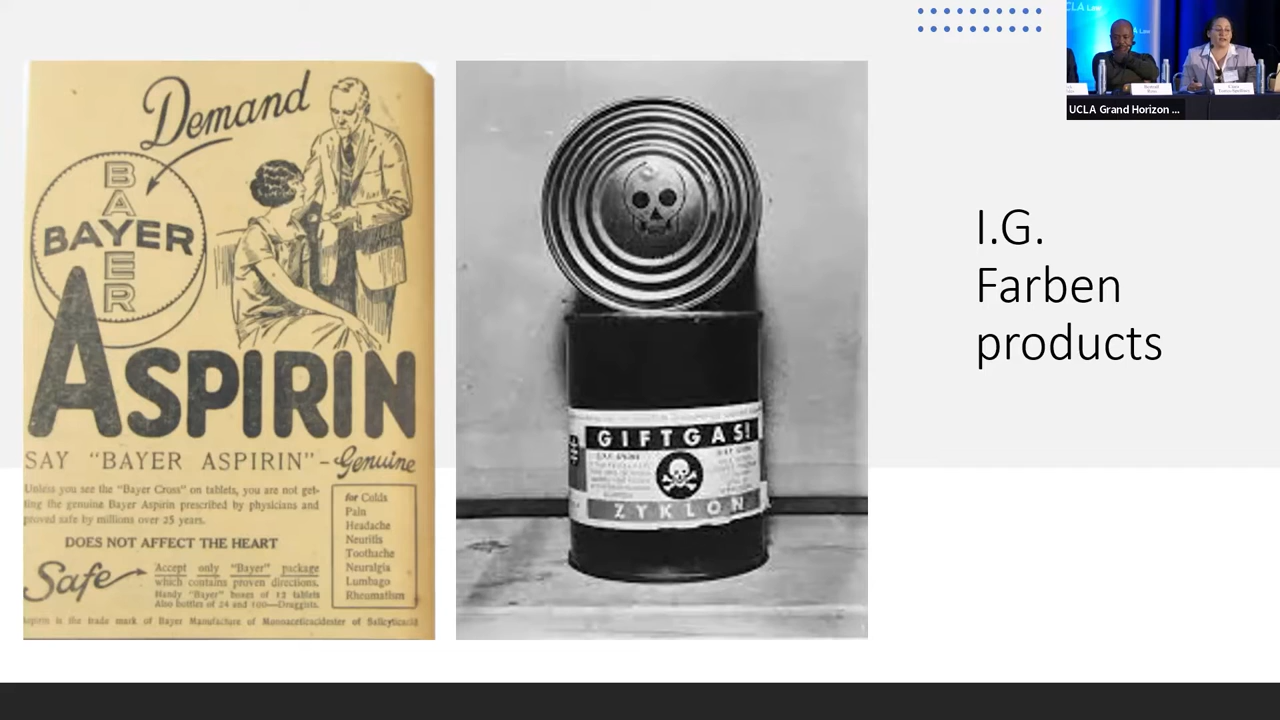 Demand
BAYER
BAYER
ASPIRIN
SAY "BAYER ASPIRIN" – Genuine
Unless you see the "Bayer Cross" on tablets, you are not get-
ting the genuine Bayer Aspirin prescribed by physicians and
proved safe by millions over 25 years.
DOES NOT AFFECT THE HEART
Safe
Accept only "Bayer" package
which contains proven directions.
Handy "Bayer" boxes of 12 tablets
Also bottles of 24 and 100—Druggists.
for Colds
Pain
Headache
Neuritis
Toothache
Neuralgia
Lumbago
Rheumatism
Aspirin is the trade mark of Bayer Manufacture of Monoaceticacidester of Salicylicacid
GIFTGAS!
ZYKLON
I.G.
Farben
products
UCLA Law
UCLA Grand Horizon ...